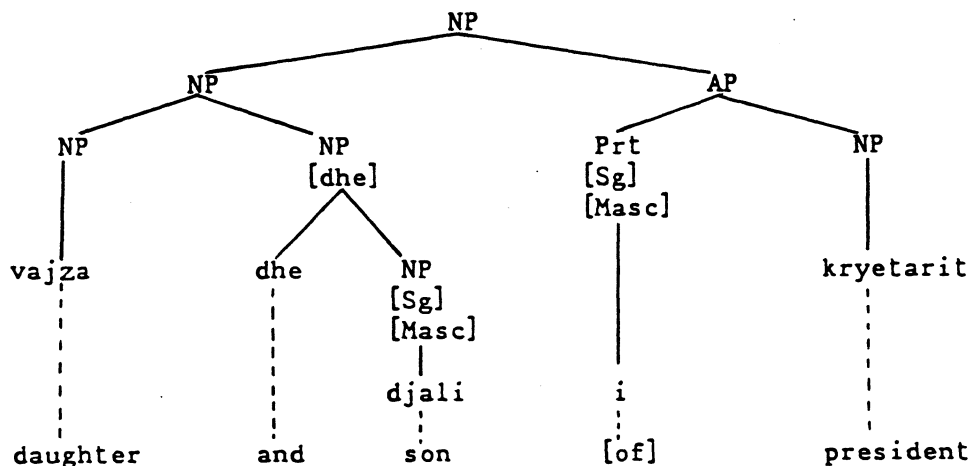 NP
NP AP
NP NP Prt NP
[dhe] [Sg]
[Masc]
vajza dhe NP kryetarit
[Sg]
[Masc]
djali i
daughter and son [of] president